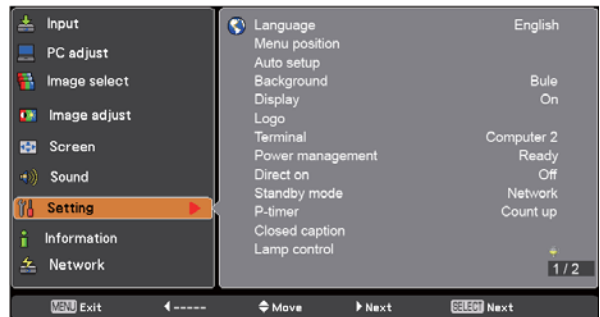 Input
PC adjust
Image select
Image adjust
Screen
Sound
Setting
Information
Network
Language English
Menu position
Auto setup
Background Bule
Display On
Logo
Terminal Computer 2
Power management Ready
Direct on Off
Standby mode Network
P-timer Count up
Closed caption
Lamp control
1 / 2
MENU Exit ----- Move Next SELECT Next